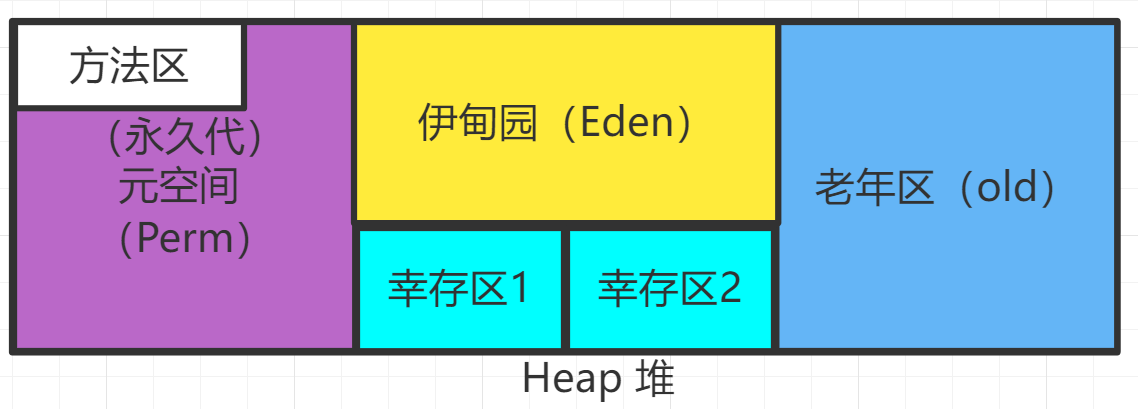 方法区
（永久代）
元空间
（Perm）
伊甸园（Eden）
幸存区1
幸存区2
老年区（old）
Heap 堆